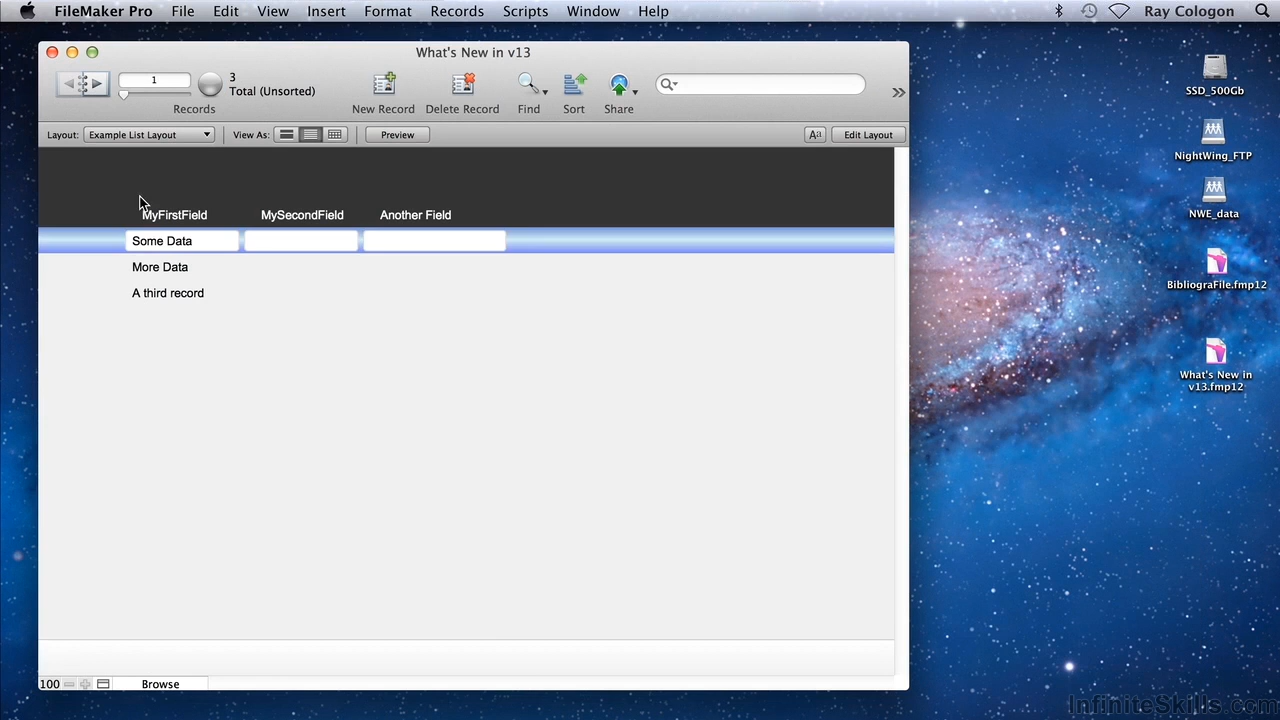 FileMaker Pro File Edit View Insert Format Records Scripts Window Help Ray Cologon
What's New in v13
1
3
Total (Unsorted)
Records New Record Delete Record Find Sort Share
Layout: Example List Layout View As: Preview Aa Edit Layout
MyFirstField MySecondField Another Field
Some Data
More Data
A third record
100 Browse
SSD_500Gb
NightWing_FTP
NWE_data
BibliograFile.fmp12
What's New in
v13.fmp12
InfiniteSkills.com